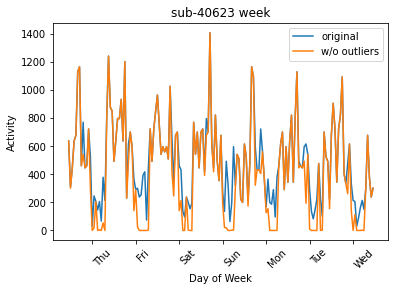 sub-40623 week
original
w/o outliers
1400
1200
1000
800
600
400
200
0
Activity
Thu
Fri
Sat
Sun
Mon
Tue
Wed
Day of Week